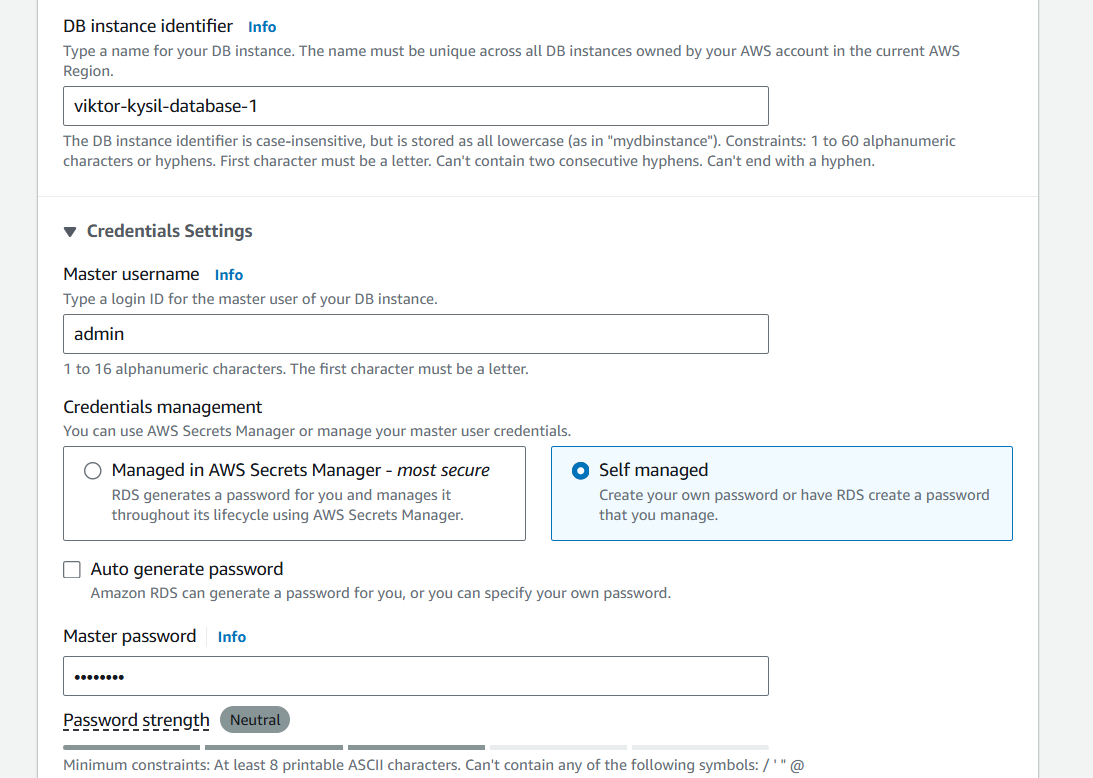 DB instance identifier Info
Type a name for your DB instance. The name must be unique across all DB instances owned by your AWS account in the current AWS
Region.
viktor-kysil-database-1
The DB instance identifier is case-insensitive, but is stored as all lowercase (as in "mydbinstance"). Constraints: 1 to 60 alphanumeric
characters or hyphens. First character must be a letter. Can't contain two consecutive hyphens. Can't end with a hyphen.
Credentials Settings
Master username Info
Type a login ID for the master user of your DB instance.
admin
1 to 16 alphanumeric characters. The first character must be a letter.
Credentials management
You can use AWS Secrets Manager or manage your master user credentials.
Managed in AWS Secrets Manager - most secure
RDS generates a password for you and manages it
throughout its lifecycle using AWS Secrets Manager.
Self managed
Create your own password or have RDS create a password
that you manage.
Auto generate password
Amazon RDS can generate a password for you, or you can specify your own password.
Master password Info
••••••••
Password strength Neutral
Minimum constraints: At least 8 printable ASCII characters. Can't contain any of the following symbols: / ' " @